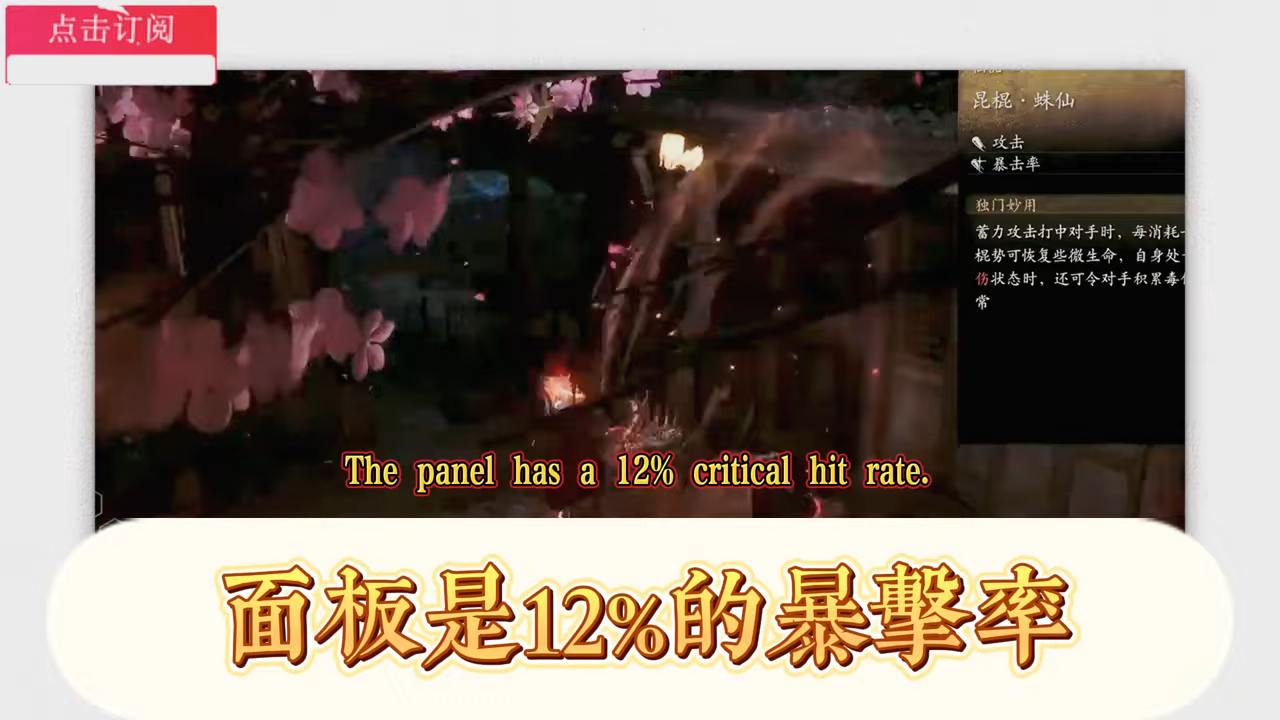 点击订阅
昆棍·蛛仙
攻击
暴击率
独门妙用
蓄力攻击打中对手时，每消耗一
棍势可恢复些微生命，自身处
伤状态时，还可令对手积累毒
常
The panel has a 12% critical hit rate.
面板是12%的暴擊率